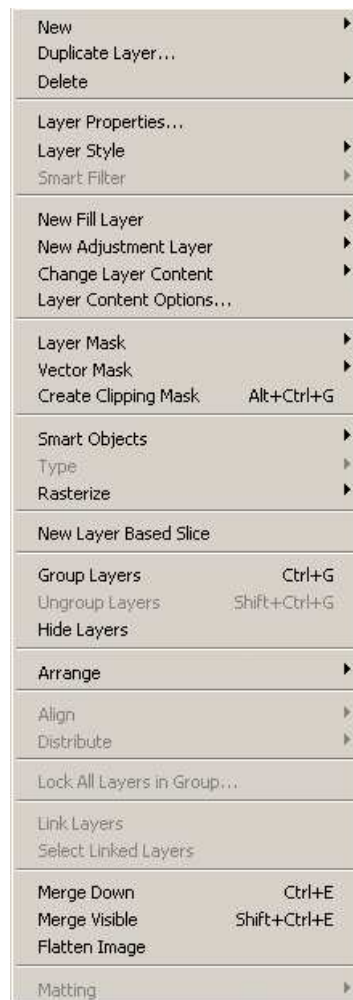 New
Duplicate Layer...
Delete
Layer Properties...
Layer Style
Smart Filter
New Fill Layer
New Adjustment Layer
Change Layer Content
Layer Content Options...
Layer Mask
Vector Mask
Create Clipping Mask Alt+Ctrl+G
Smart Objects
Type
Rasterize
New Layer Based Slice
Group Layers Ctrl+G
Ungroup Layers Shift+Ctrl+G
Hide Layers
Arrange
Align
Distribute
Lock All Layers in Group...
Link Layers
Select Linked Layers
Merge Down Ctrl+E
Merge Visible Shift+Ctrl+E
Flatten Image
Matting